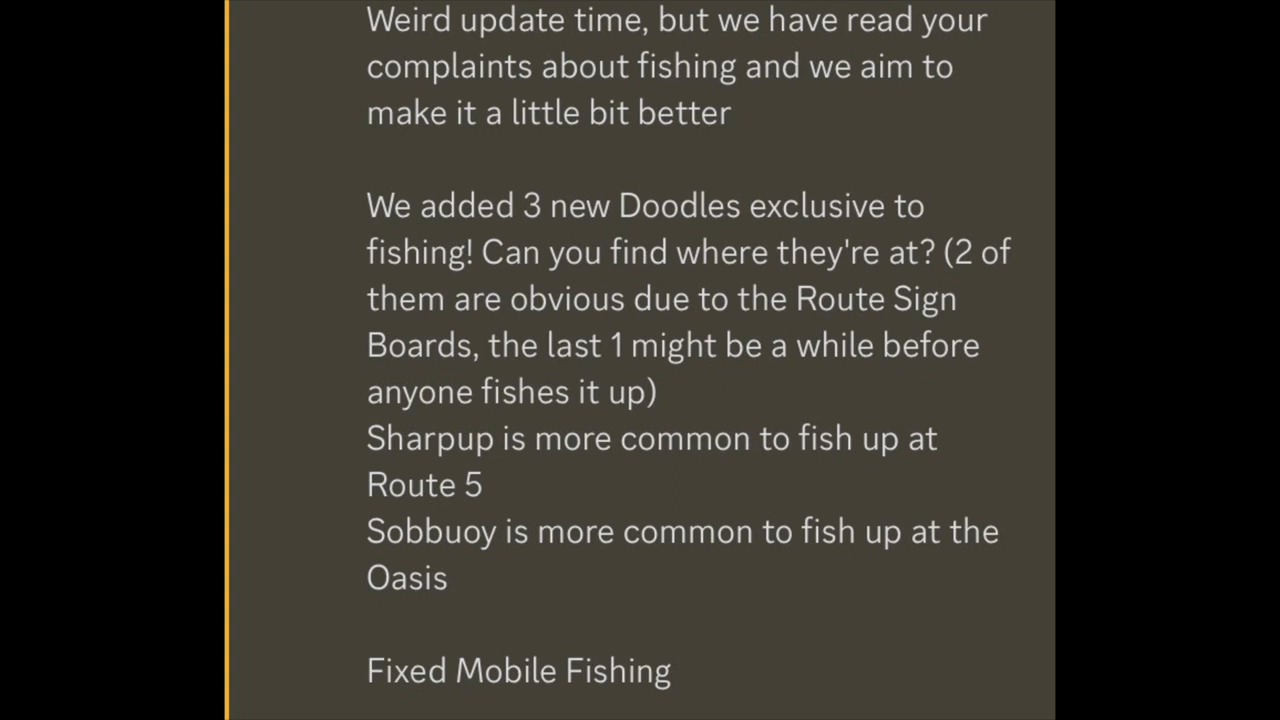 Weird update time, but we have read your
complaints about fishing and we aim to
make it a little bit better
We added 3 new Doodles exclusive to
fishing! Can you find where they're at? (2 of
them are obvious due to the Route Sign
Boards, the last 1 might be a while before
anyone fishes it up)
Sharpup is more common to fish up at
Route 5
Sobbuoy is more common to fish up at the
Oasis
Fixed Mobile Fishing